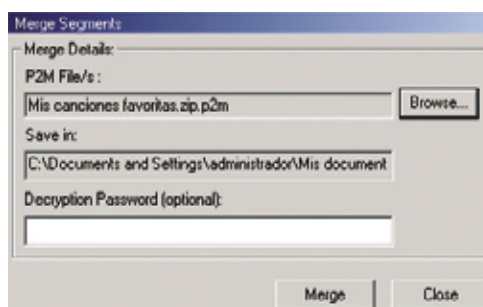 Merge Segments
Merge Details:
P2M File/s :
Mis canciones favoritas.zip.p2m
Browse...
Save in:
C:\Documents and Settings\administrador\Mis document
Decryption Password (optional):
Merge
Close